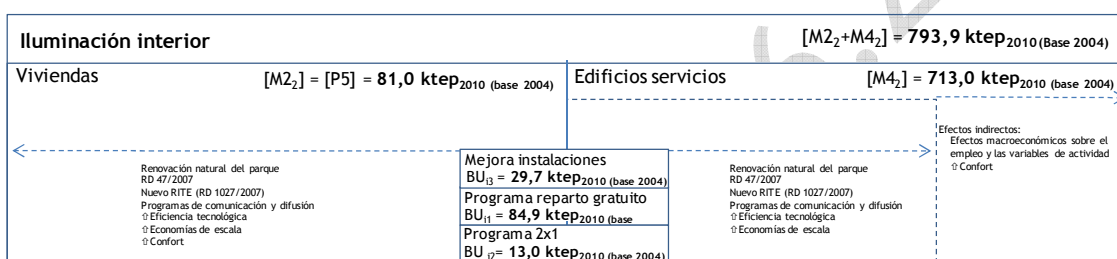 Iluminación interior
[M2₂+M4₂] = 793,9 ktep2010 (Base 2004)
Viviendas
[M2₂] = [P5] = 81,0 ktep2010 (base 2004)
Edificios servicios
[M4₂] = 713,0 ktep2010 (base 2004)
Efectos indirectos:
Efectos macroeconómicos sobre el
empleo y las variables de actividad
⇧Confort
Renovación natural del parque
RD 47/2007
Nuevo RITE (RD 1027/2007)
Programas de comunicación y difusión
⇧Eficiencia tecnológica
⇧Economías de escala
⇧Confort
Mejora instalaciones
BUi3 = 29,7 ktep2010 (base 2004)
Programa reparto gratuito
BUi1 = 84,9 ktep2010 (base
Programa 2x1
BU i2= 13,0 ktep2010 (base 2004)
Renovación natural del parque
RD 47/2007
Nuevo RITE (RD 1027/2007)
Programas de comunicación y difusión
⇧Eficiencia tecnológica
⇧Economías de escala